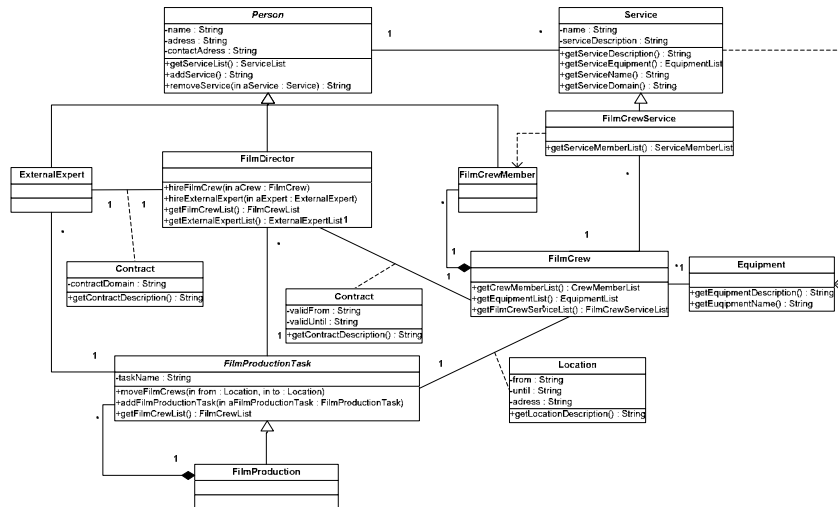 Person
-name : String
-adress : String
-contactAdress : String
+getServiceList() : ServiceList
+addService() : String
+removeService(in aService : Service) : String
1
*
Service
-name : String
-serviceDescription : String
+getServiceDescription() : String
+getServiceEquipment() : EquipmentList
+getServiceName() : String
+getServiceDomain() : String
FilmCrewService
+getServiceMemberList() : ServiceMemberList
ExternalExpert
1
1
FilmDirector
+hireFilmCrew(in aCrew : FilmCrew)
+hireExternalExpert(in aExpert : ExternalExpert)
+getFilmCrewList() : FilmCrewList
+getExternalExpertList() : ExternalExpertList
1
FilmCrewMember
*
*
*
*
1
1
1
Contract
-contractDomain : String
+getContractDescription() : String
Contract
-validFrom : String
-validUntil : String
+getContractDescription() : String
FilmCrew
+getCrewMemberList() : CrewMemberList
+getEquipmentList() : EquipmentList
+getFilmCrewServiceList() : FilmCrewServiceList
*1
Equipment
+getEquipmentDescription() : String
+getEuqipmentName() : String
1
1
1
FilmProductionTask
-taskName : String
+moveFilmCrews(in from : Location, in to : Location)
+addFilmProductionTask(in aFilmProductionTask : FilmProductionTask)
+getFilmCrewList() : FilmCrewList
Location
-from : String
-until : String
-adress : String
+getLocationDescription() : String
*
1
FilmProduction